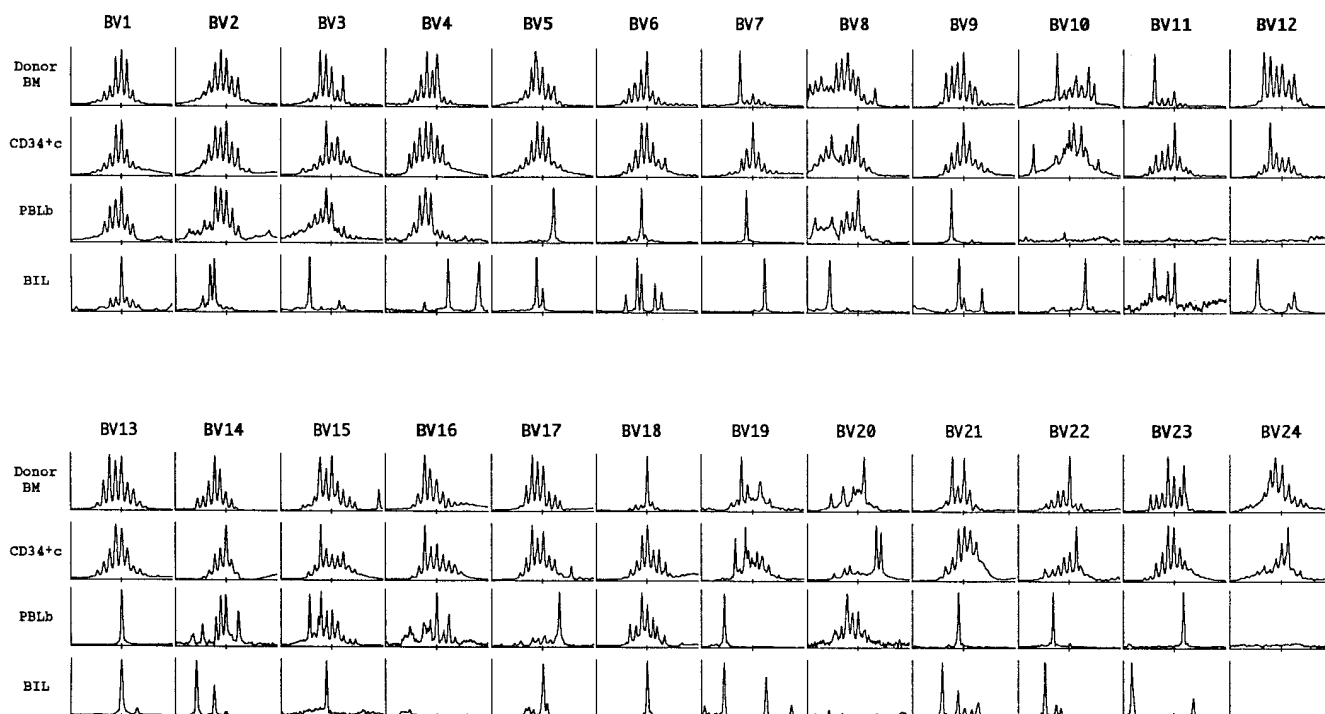 BV1 BV2 BV3 BV4 BV5 BV6 BV7 BV8 BV9 BV10 BV11 BV12
Donor
BM
CD34+c
PBLb
BIL
BV13 BV14 BV15 BV16 BV17 BV18 BV19 BV20 BV21 BV22 BV23 BV24
Donor
BM
CD34+c
PBLb
BIL